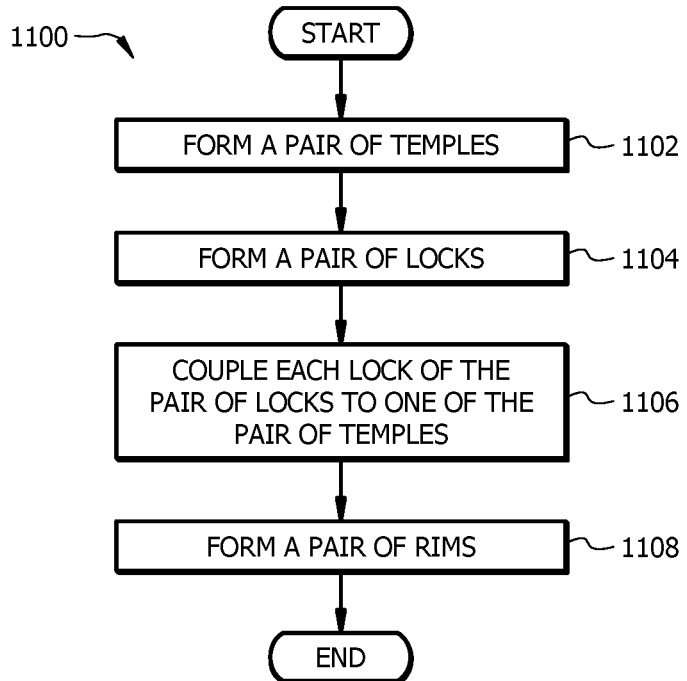 START
1100
FORM A PAIR OF TEMPLES
1102
FORM A PAIR OF LOCKS
1104
COUPLE EACH LOCK OF THE
PAIR OF LOCKS TO ONE OF THE
PAIR OF TEMPLES
1106
FORM A PAIR OF RIMS
1108
END